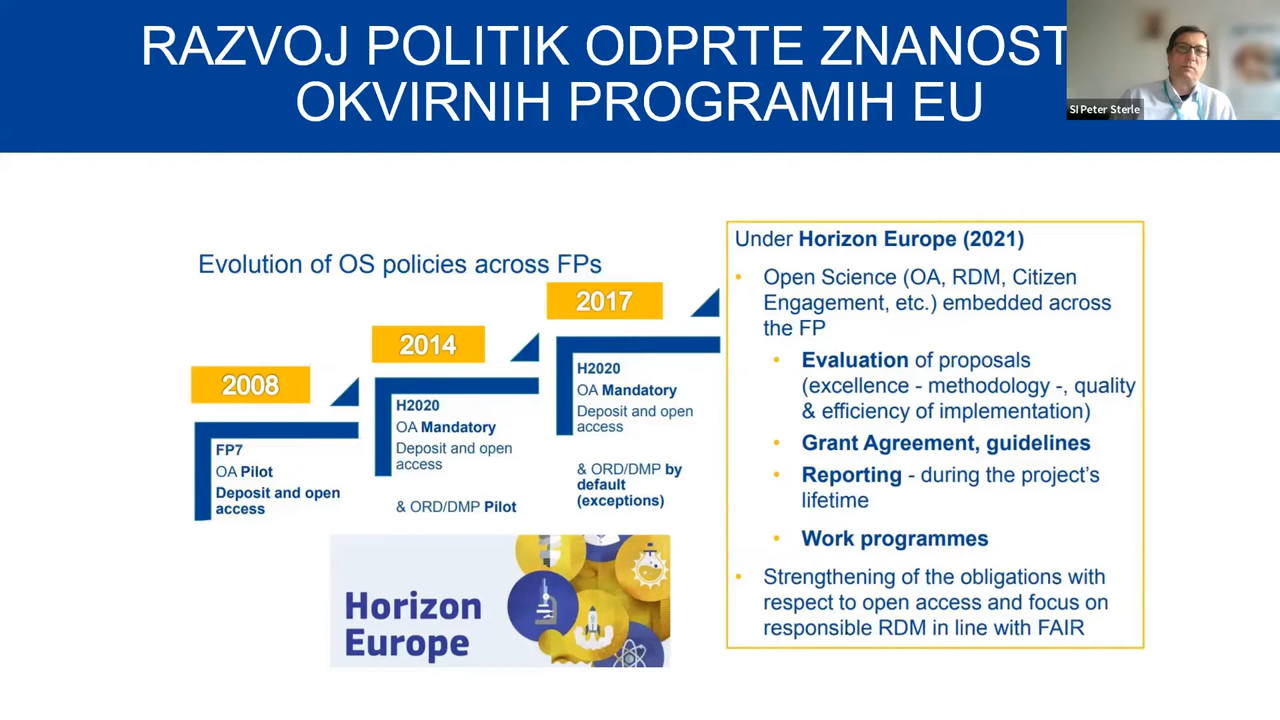 RAZVOJ POLITIK ODPRTE ZNANOST
OKVIRNIH PROGRAMIH EU
SI Peter Sterle
Evolution of OS policies across FPs
2008
FP7
OA Pilot
Deposit and open
access
2014
H2020
OA Mandatory
Deposit and open
access
& ORD/DMP Pilot
2017
H2020
OA Mandatory
Deposit and open
access
& ORD/DMP by
default
(exceptions)
Horizon
Europe
Under Horizon Europe (2021)
• Open Science (OA, RDM, Citizen
Engagement, etc.) embedded across
the FP
• Evaluation of proposals
(excellence - methodology -, quality
& efficiency of implementation)
• Grant Agreement, guidelines
• Reporting - during the project's
lifetime
• Work programmes
• Strengthening of the obligations with
respect to open access and focus on
responsible RDM in line with FAIR